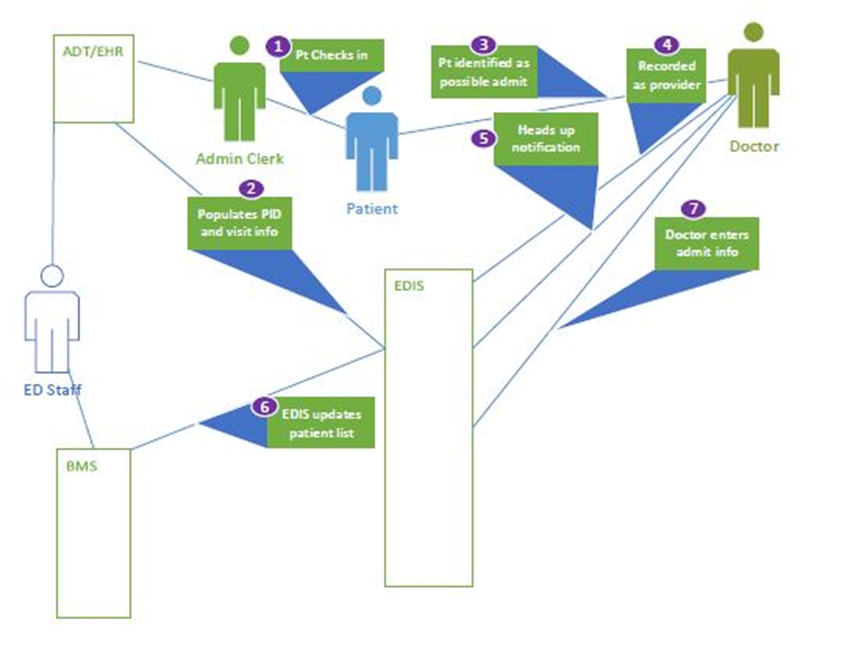 ADT/EHR
1
Pt Checks in
3
Pt identified as
possible admit
4
Recorded
as provider
Doctor
Admin Clerk
5
Heads up
notification
Patient
2
Populates PID
and visit info
7
Doctor enters
admit info
EDIS
ED Staff
6
EDIS updates
patient list
BMS